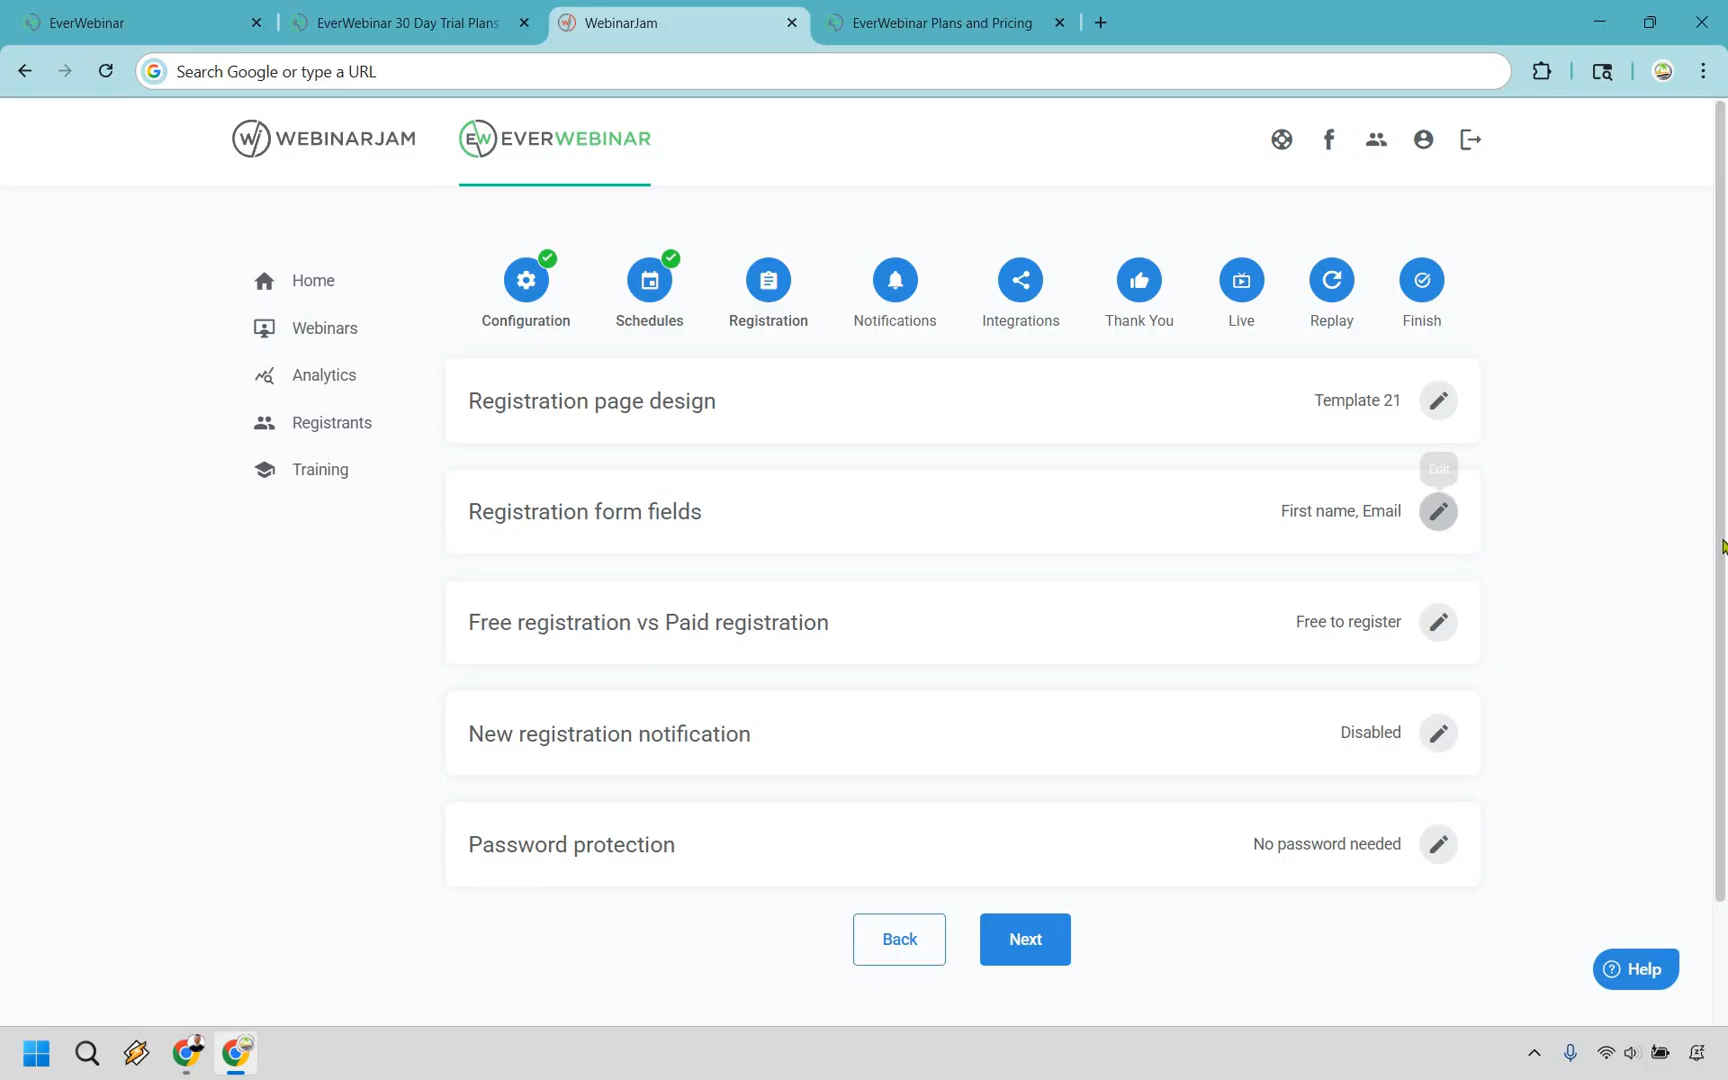 EverWebinar
EverWebinar 30 Day Trial Plans
WebinarJam
EverWebinar Plans and Pricing
Search Google or type a URL
WEBINARJAM
EVERWEBINAR
Home
Webinars
Analytics
Registrants
Training
Configuration
Schedules
Registration
Notifications
Integrations
Thank You
Live
Replay
Finish
Registration page design
Template 21
Edit
Registration form fields
First name, Email
Free registration vs Paid registration
Free to register
New registration notification
Disabled
Password protection
No password needed
Back
Next
Help